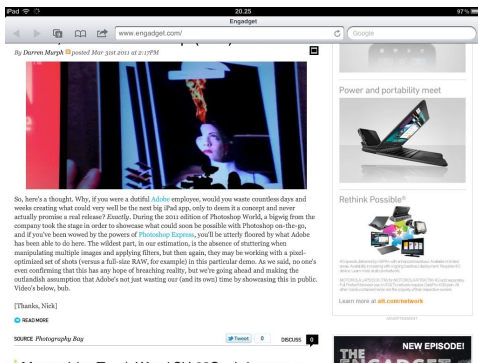 iPad 20.25 97%
Engadget
www.engadget.com/ Google
By Darren Murph posted Mar 31st 2011 at 2:17PM
So, here's a thought. Why, if you were a dutiful Adobe employee, would you waste countless days and
weeks creating what could very well be the next big iPad app, only to deem it a concept and never
actually promise a real release? Exactly. During the 2011 edition of Photoshop World, a bigwig from the
company took the stage in order to showcase what could soon be possible with Photoshop on-the-go,
and if you've been wowed by the powers of Photoshop Express, you'll be utterly floored by what Adobe
has been able to do here. The wildest part, in our estimation, is the absence of stuttering when
manipulating multiple images and applying filters, but then again, they may be working with a pixel-
optimized set of shots (versus a full-size RAW, for example) in this particular demo. As we said, no one's
even confirming that this has any hope of breaching reality, but we're going ahead and making the
outlandish assumption that Adobe's not just wasting our (and its own) time by showcasing this in public.
Video's below, bub.
[Thanks, Nick]
READ MORE
SOURCE Photography Bay Tweet 0 DISCUSS 0
Power and portability meet
Rethink Possible®
Learn more at att.com/network
ADVERTISEMENT
NEW EPISODE!
THE
ENGADGET